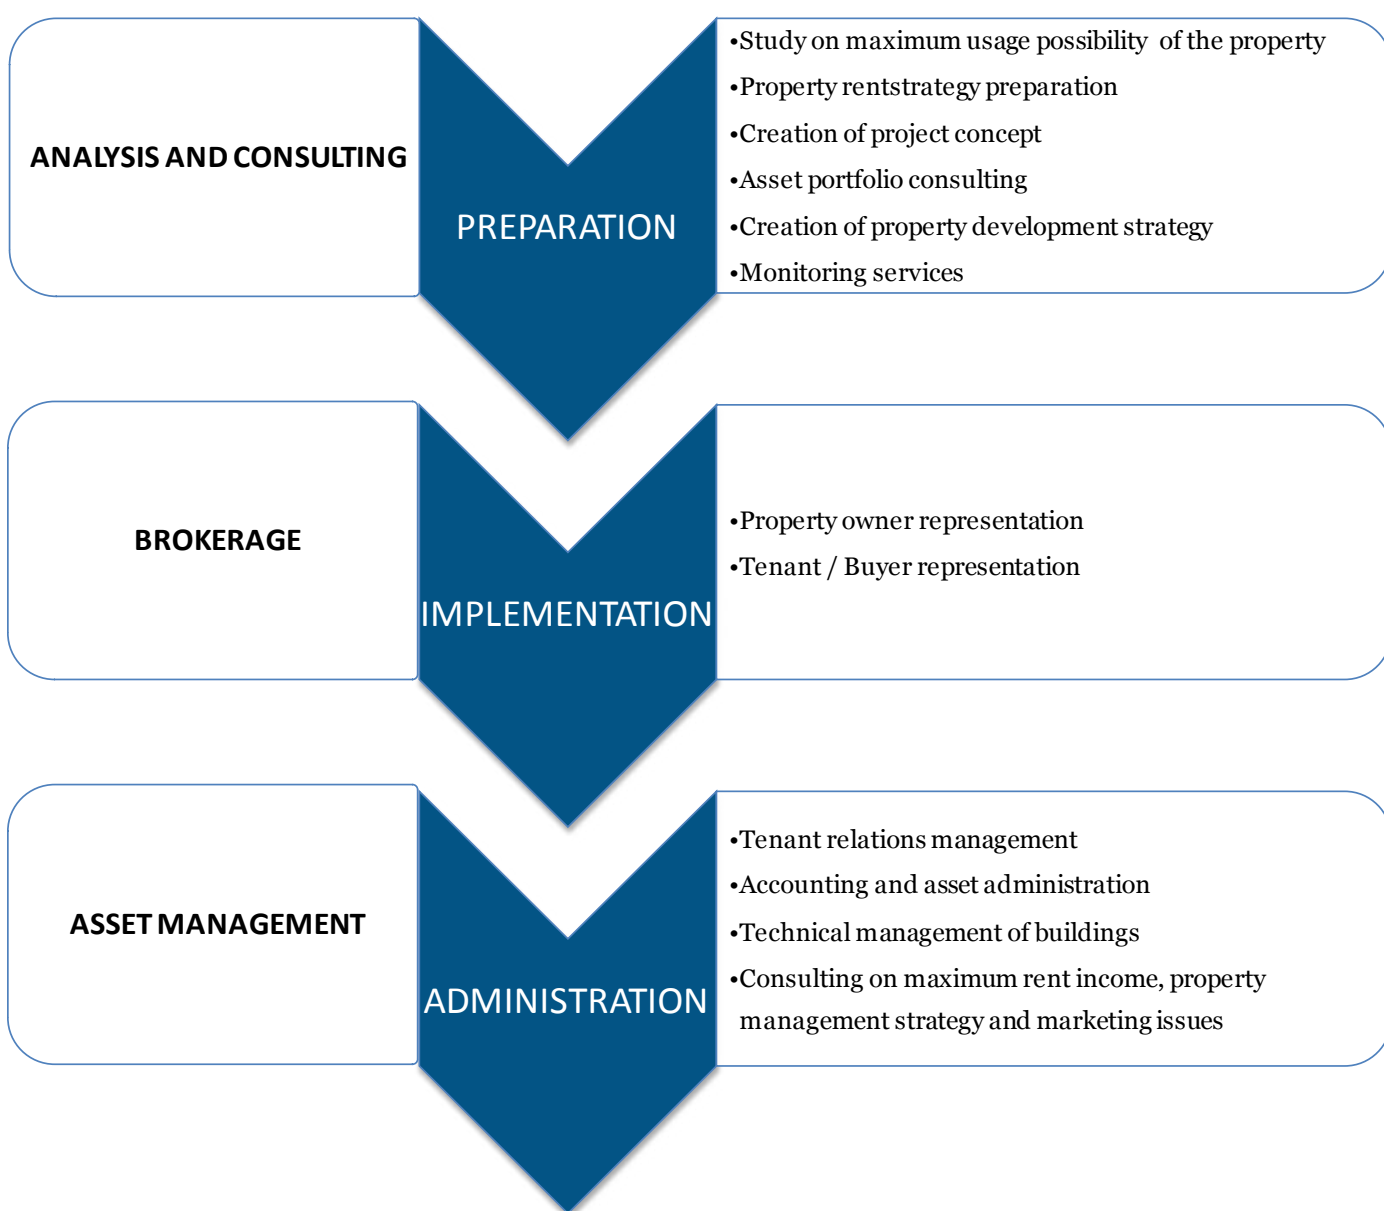 ANALYSIS AND CONSULTING
PREPARATION
•Study on maximum usage possibility of the property
•Property rentstrategy preparation
•Creation of project concept
•Asset portfolio consulting
•Creation of property development strategy
•Monitoring services
BROKERAGE
IMPLEMENTATION
•Property owner representation
•Tenant / Buyer representation
ASSET MANAGEMENT
ADMINISTRATION
•Tenant relations management
•Accounting and asset administration
•Technical management of buildings
•Consulting on maximum rent income, property
management strategy and marketing issues